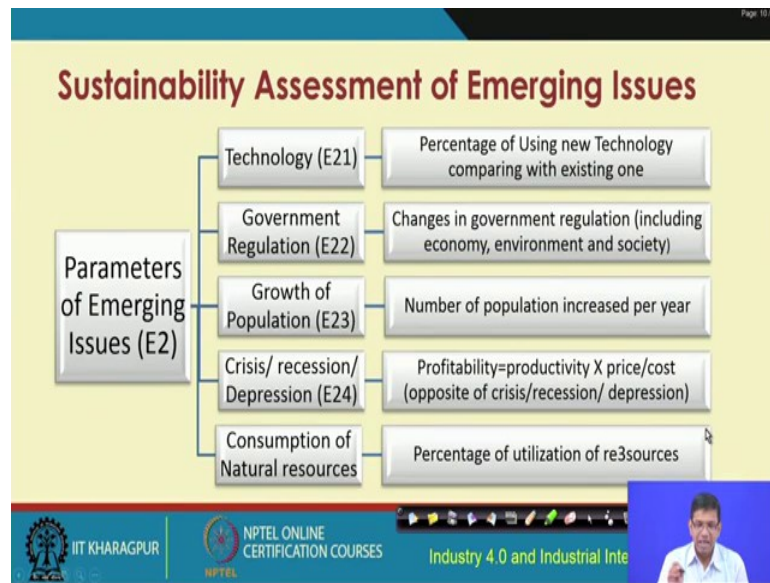 Page: 10
Sustainability Assessment of Emerging Issues
Parameters
of Emerging
Issues (E2)
Technology (E21)
Percentage of Using new Technology
comparing with existing one
Government
Regulation (E22)
Changes in government regulation (including
economy, environment and society)
Growth of
Population (E23)
Number of population increased per year
Crisis/ recession/
Depression (E24)
Profitability=productivity X price/cost
(opposite of crisis/recession/ depression)
Consumption of
Natural resources
Percentage of utilization of re3sources
IIT KHARAGPUR
NPTEL
NPTEL ONLINE
CERTIFICATION COURSES
Industry 4.0 and Industrial Inte